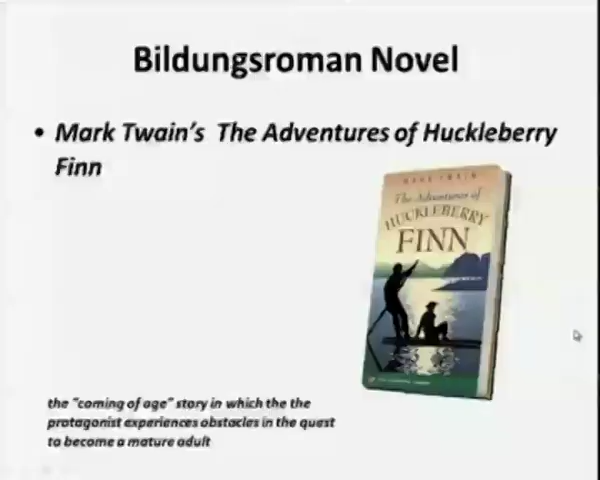 Bildungsroman Novel
• Mark Twain's The Adventures of Huckleberry
Finn
MARK TWAIN
The Adventures of
HUCKLEBERRY
FINN
the "coming of age" story in which the the
protagonist experiences obstacles in the quest
to become a mature adult